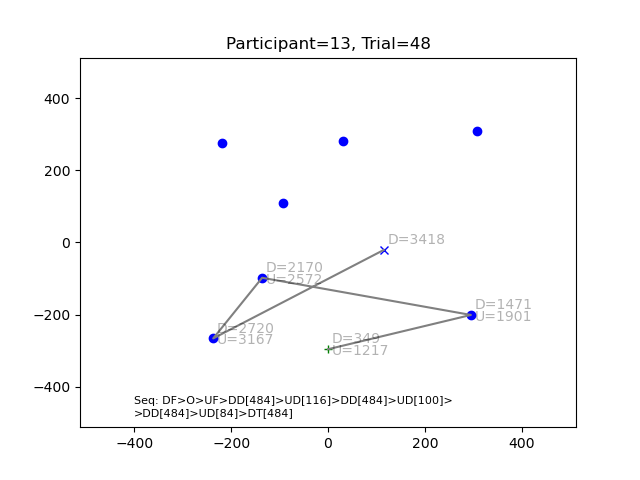 Participant=13, Trial=48
400
200
0
−200
−400
D=3418
D=2170
U=2572
D=1471
U=1901
D=2720
U=3167
D=349
U=1217
Seq: DF>O>UF>DD[484]>UD[116]>DD[484]>UD[100]>
>DD[484]>UD[84]>DT[484]
−400 −200 0 200 400